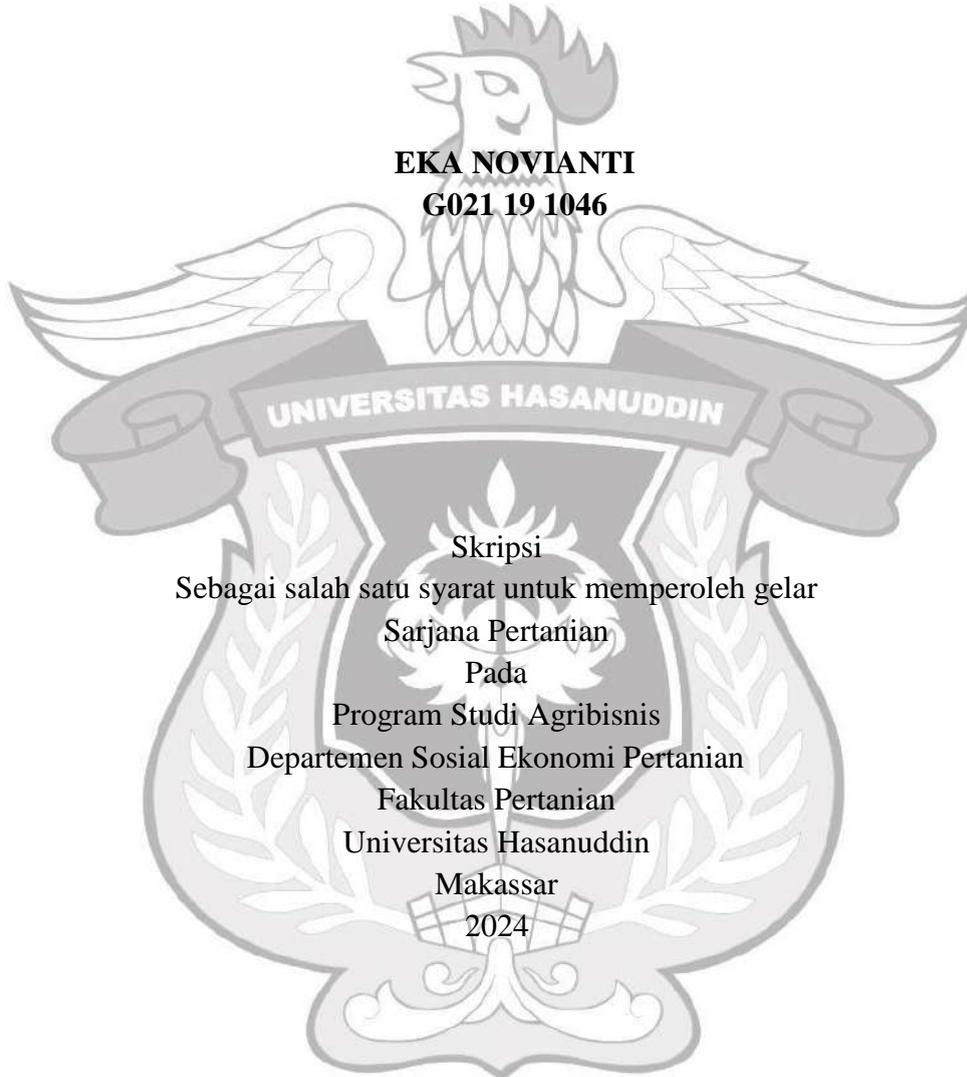 EKA NOVIANTI
G021 19 1046
UNIVERSITAS HASANUDDIN
Skripsi
Sebagai salah satu syarat untuk memperoleh gelar
Sarjana Pertanian
Pada
Program Studi Agribisnis
Departemen Sosial Ekonomi Pertanian
Fakultas Pertanian
Universitas Hasanuddin
Makassar
2024